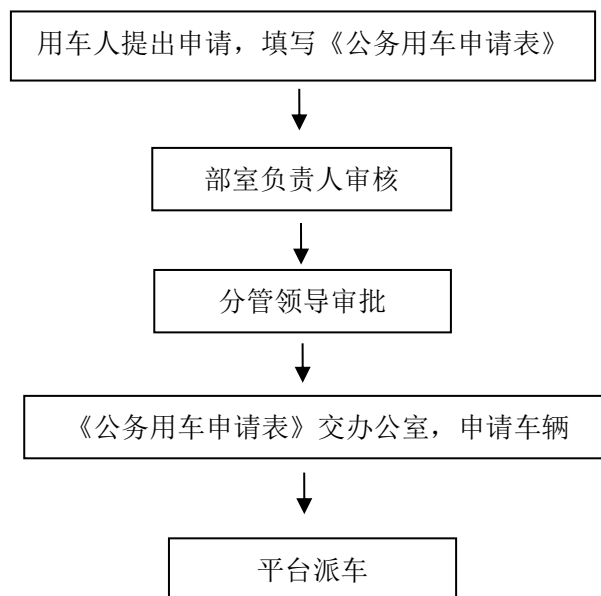 用车人提出申请，填写《公务用车申请表》
部室负责人审核
分管领导审批
《公务用车申请表》交办公室，申请车辆
平台派车